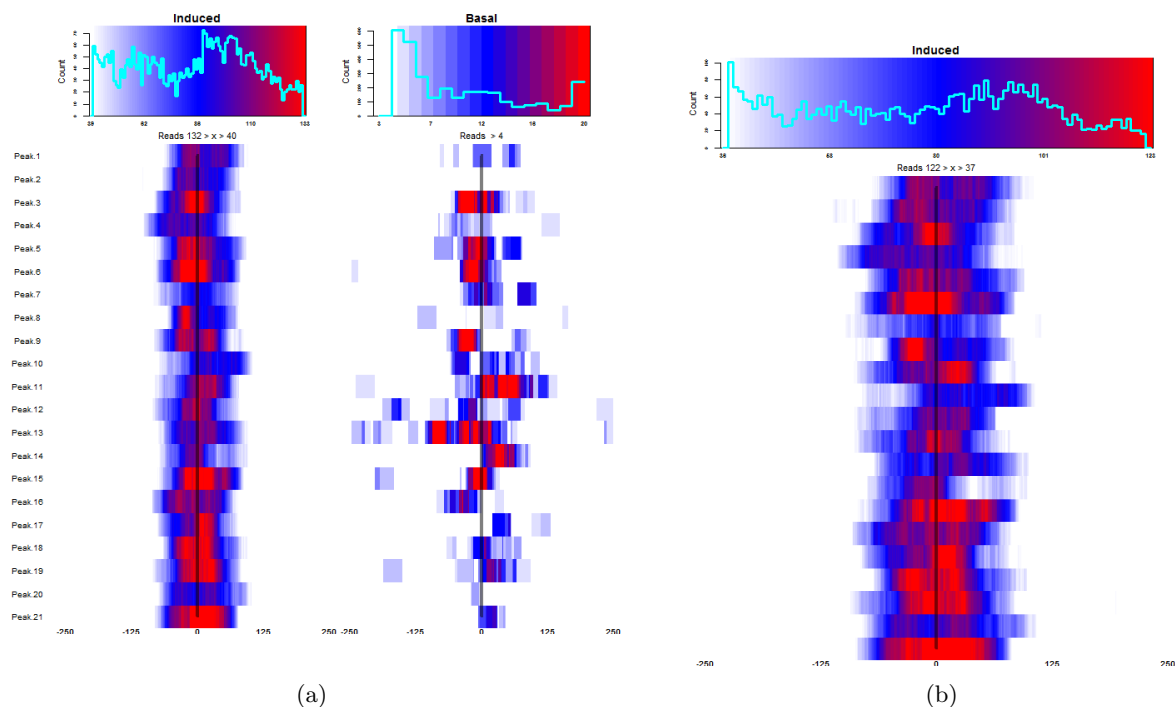 Induced
Basal
Induced
Count
Count
Count
39 62 86 110 133
3 7 12 16 20
38 101 123
Reads 132 > x > 40
Reads > 4
Reads 122 > x > 37
Peak.1
Peak.2
Peak.3
Peak.4
Peak.5
Peak.6
Peak.7
Peak.8
Peak.9
Peak.10
Peak.11
Peak.12
Peak.13
Peak.14
Peak.15
Peak.16
Peak.17
Peak.18
Peak.19
Peak.20
Peak.21
-250 -125 0 125 -250 -125 0 125 250
-250 -125 0 125 250
(a)
(b)